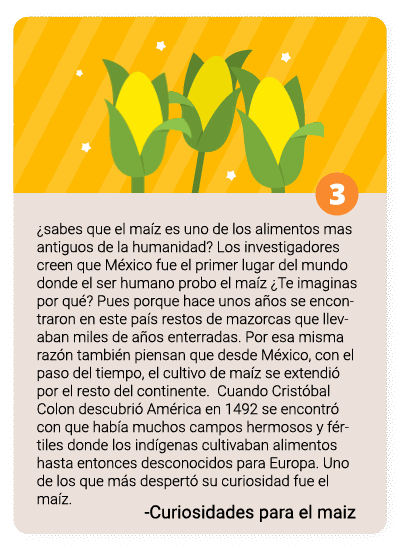 3
¿sabes que el maíz es uno de los alimentos mas
antiguos de la humanidad? Los investigadores
creen que México fue el primer lugar del mundo
donde el ser humano probo el maíz ¿Te imaginas
por qué? Pues porque hace unos años se encon-
traron en este país restos de mazorcas que llev-
aban miles de años enterradas. Por esa misma
razón también piensan que desde México, con el
paso del tiempo, el cultivo de maíz se extendió
por el resto del continente. Cuando Cristóbal
Colon descubrió América en 1492 se encontró
con que había muchos campos hermosos y fér-
tiles donde los indígenas cultivaban alimentos
hasta entonces desconocidos para Europa. Uno
de los que más despertó su curiosidad fue el
maíz.
-Curiosidades para el maiz